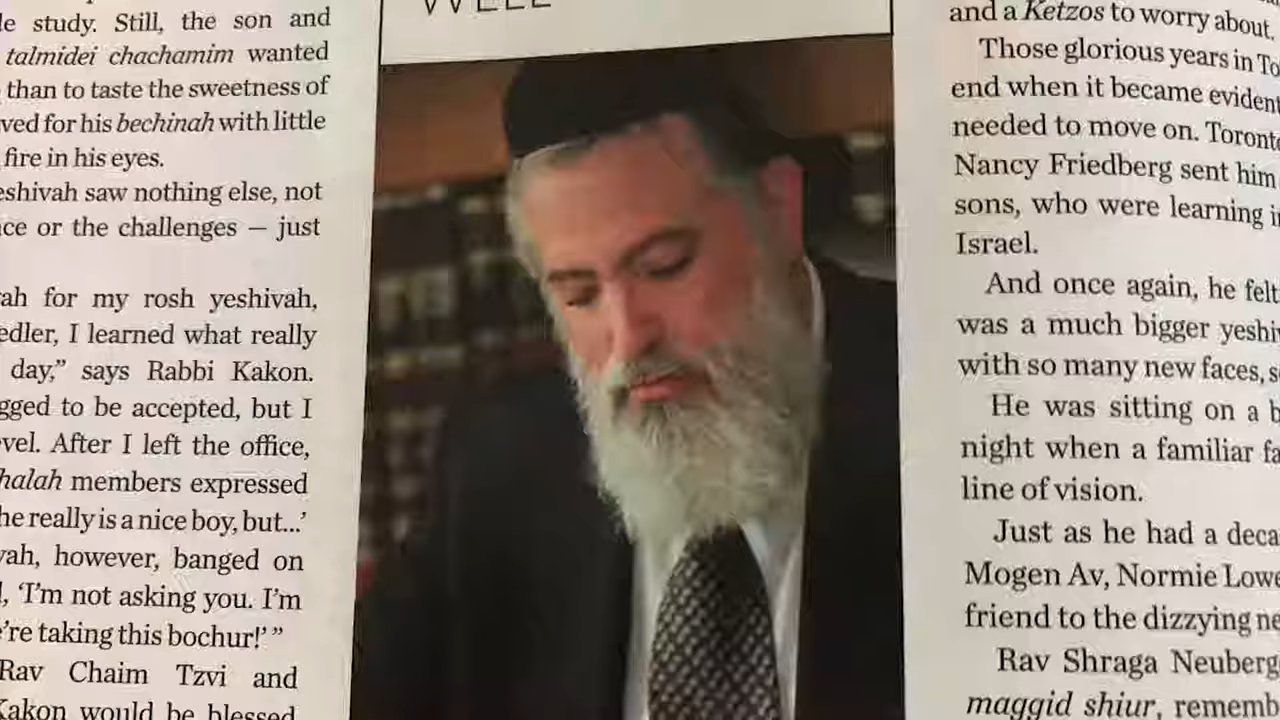 le study. Still, the son and
talmidei chachamim wanted
than to taste the sweetness of
ved for his bechinah with little
fire in his eyes.
eshivah saw nothing else, not
ce or the challenges — just
ah for my rosh yeshivah,
edler, I learned what really
day,” says Rabbi Kakon.
gged to be accepted, but I
vel. After I left the office,
halah members expressed
he really is a nice boy, but...’
vah, however, banged on
‘I’m not asking you. I’m
’re taking this bochur!’ ”
Rav Chaim Tzvi and
Kakon would be blessed
WELL
and a Ketzos to worry about.
Those glorious years in To
end when it became evident
needed to move on. Toronto
Nancy Friedberg sent him
sons, who were learning i
Israel.
And once again, he felt
was a much bigger yeshiv
with so many new faces, s
He was sitting on a b
night when a familiar fa
line of vision.
Just as he had a deca
Mogen Av, Normie Lowe
friend to the dizzying ne
Rav Shraga Neuberg
maggid shiur, rememb